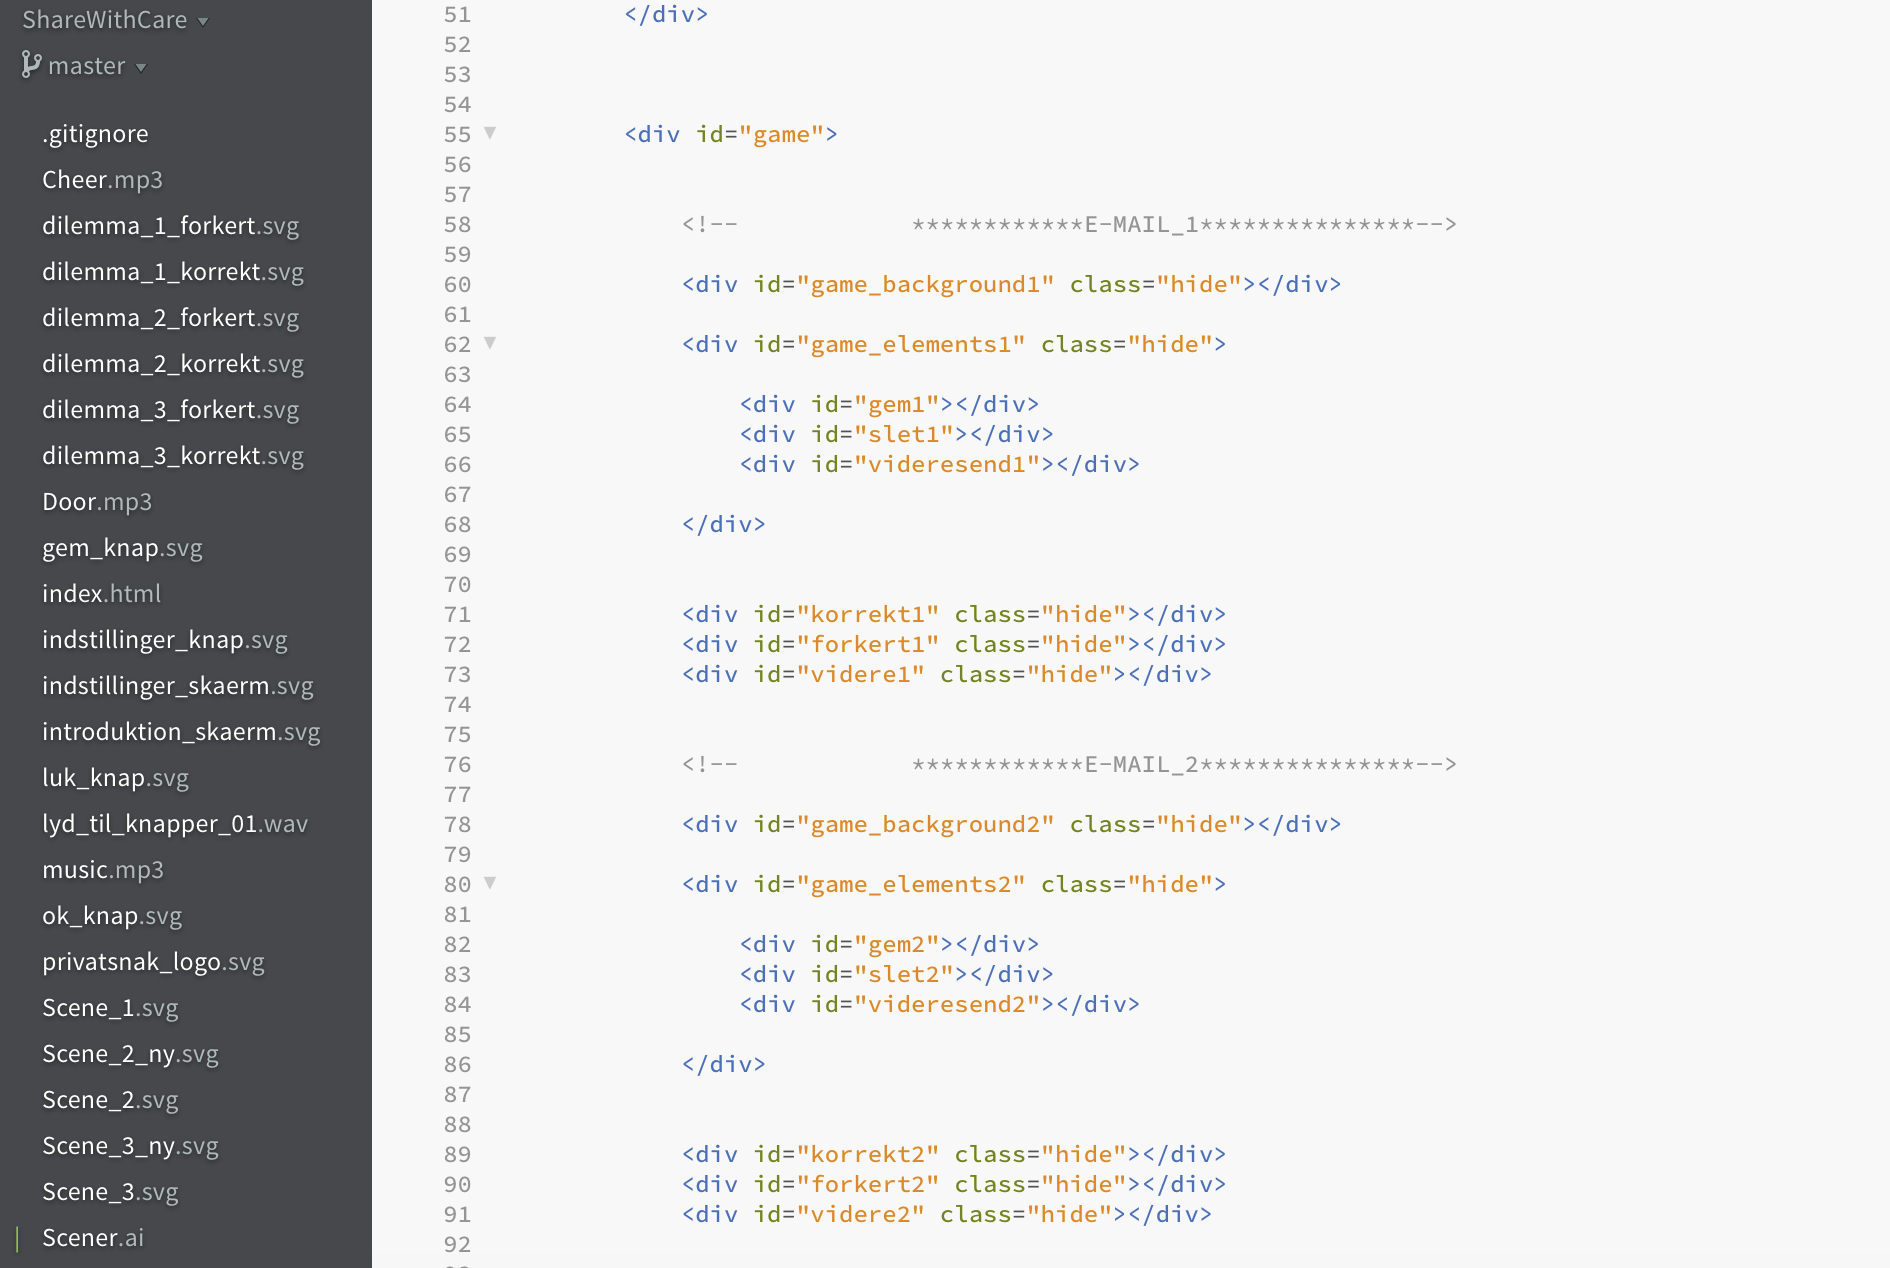 ShareWithCare
master
.gitignore
Cheer.mp3
dilemma_1_forkert.svg
dilemma_1_korrekt.svg
dilemma_2_forkert.svg
dilemma_2_korrekt.svg
dilemma_3_forkert.svg
dilemma_3_korrekt.svg
Door.mp3
gem_knap.svg
index.html
indstillinger_knap.svg
indstillinger_skaerm.svg
introduktion_skaerm.svg
luk_knap.svg
lyd_til_knapper_01.wav
music.mp3
ok_knap.svg
privatsnak_logo.svg
Scene_1.svg
Scene_2_ny.svg
Scene_2.svg
Scene_3_ny.svg
Scene_3.svg
Scener.ai
51 </div>
52
53
54
55 <div id="game">
56
57
58 <!-- ************E-MAIL_1***************-->
59
60 <div id="game_background1" class="hide"></div>
61
62 <div id="game_elements1" class="hide">
63
64 <div id="gem1"></div>
65 <div id="slet1"></div>
66 <div id="videresend1"></div>
67
68 </div>
69
70
71 <div id="korrekt1" class="hide"></div>
72 <div id="forkert1" class="hide"></div>
73 <div id="videre1" class="hide"></div>
74
75
76 <!-- ************E-MAIL_2***************-->
77
78 <div id="game_background2" class="hide"></div>
79
80 <div id="game_elements2" class="hide">
81
82 <div id="gem2"></div>
83 <div id="slet2"></div>
84 <div id="videresend2"></div>
85
86 </div>
87
88
89 <div id="korrekt2" class="hide"></div>
90 <div id="forkert2" class="hide"></div>
91 <div id="videre2" class="hide"></div>
92